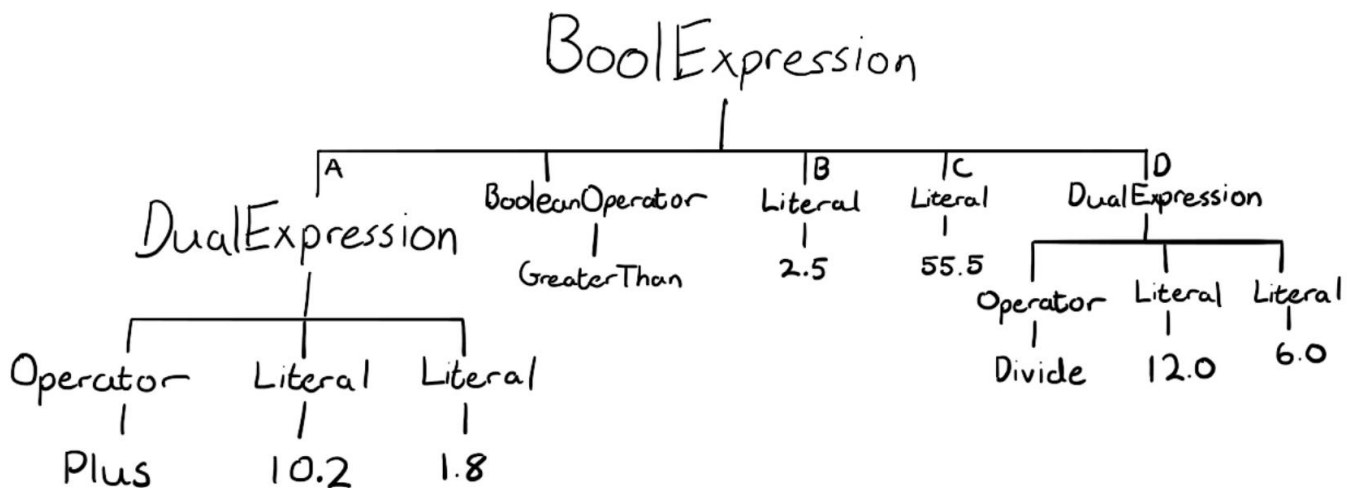 BoolExpression
A
B
C
D
BooleanOperator
Literal
Literal
DualExpression
DualExpression
GreaterThan
2.5
55.5
Operator
Literal
Literal
Operator
Literal
Literal
Divide
12.0
6.0
Plus
10.2
1.8